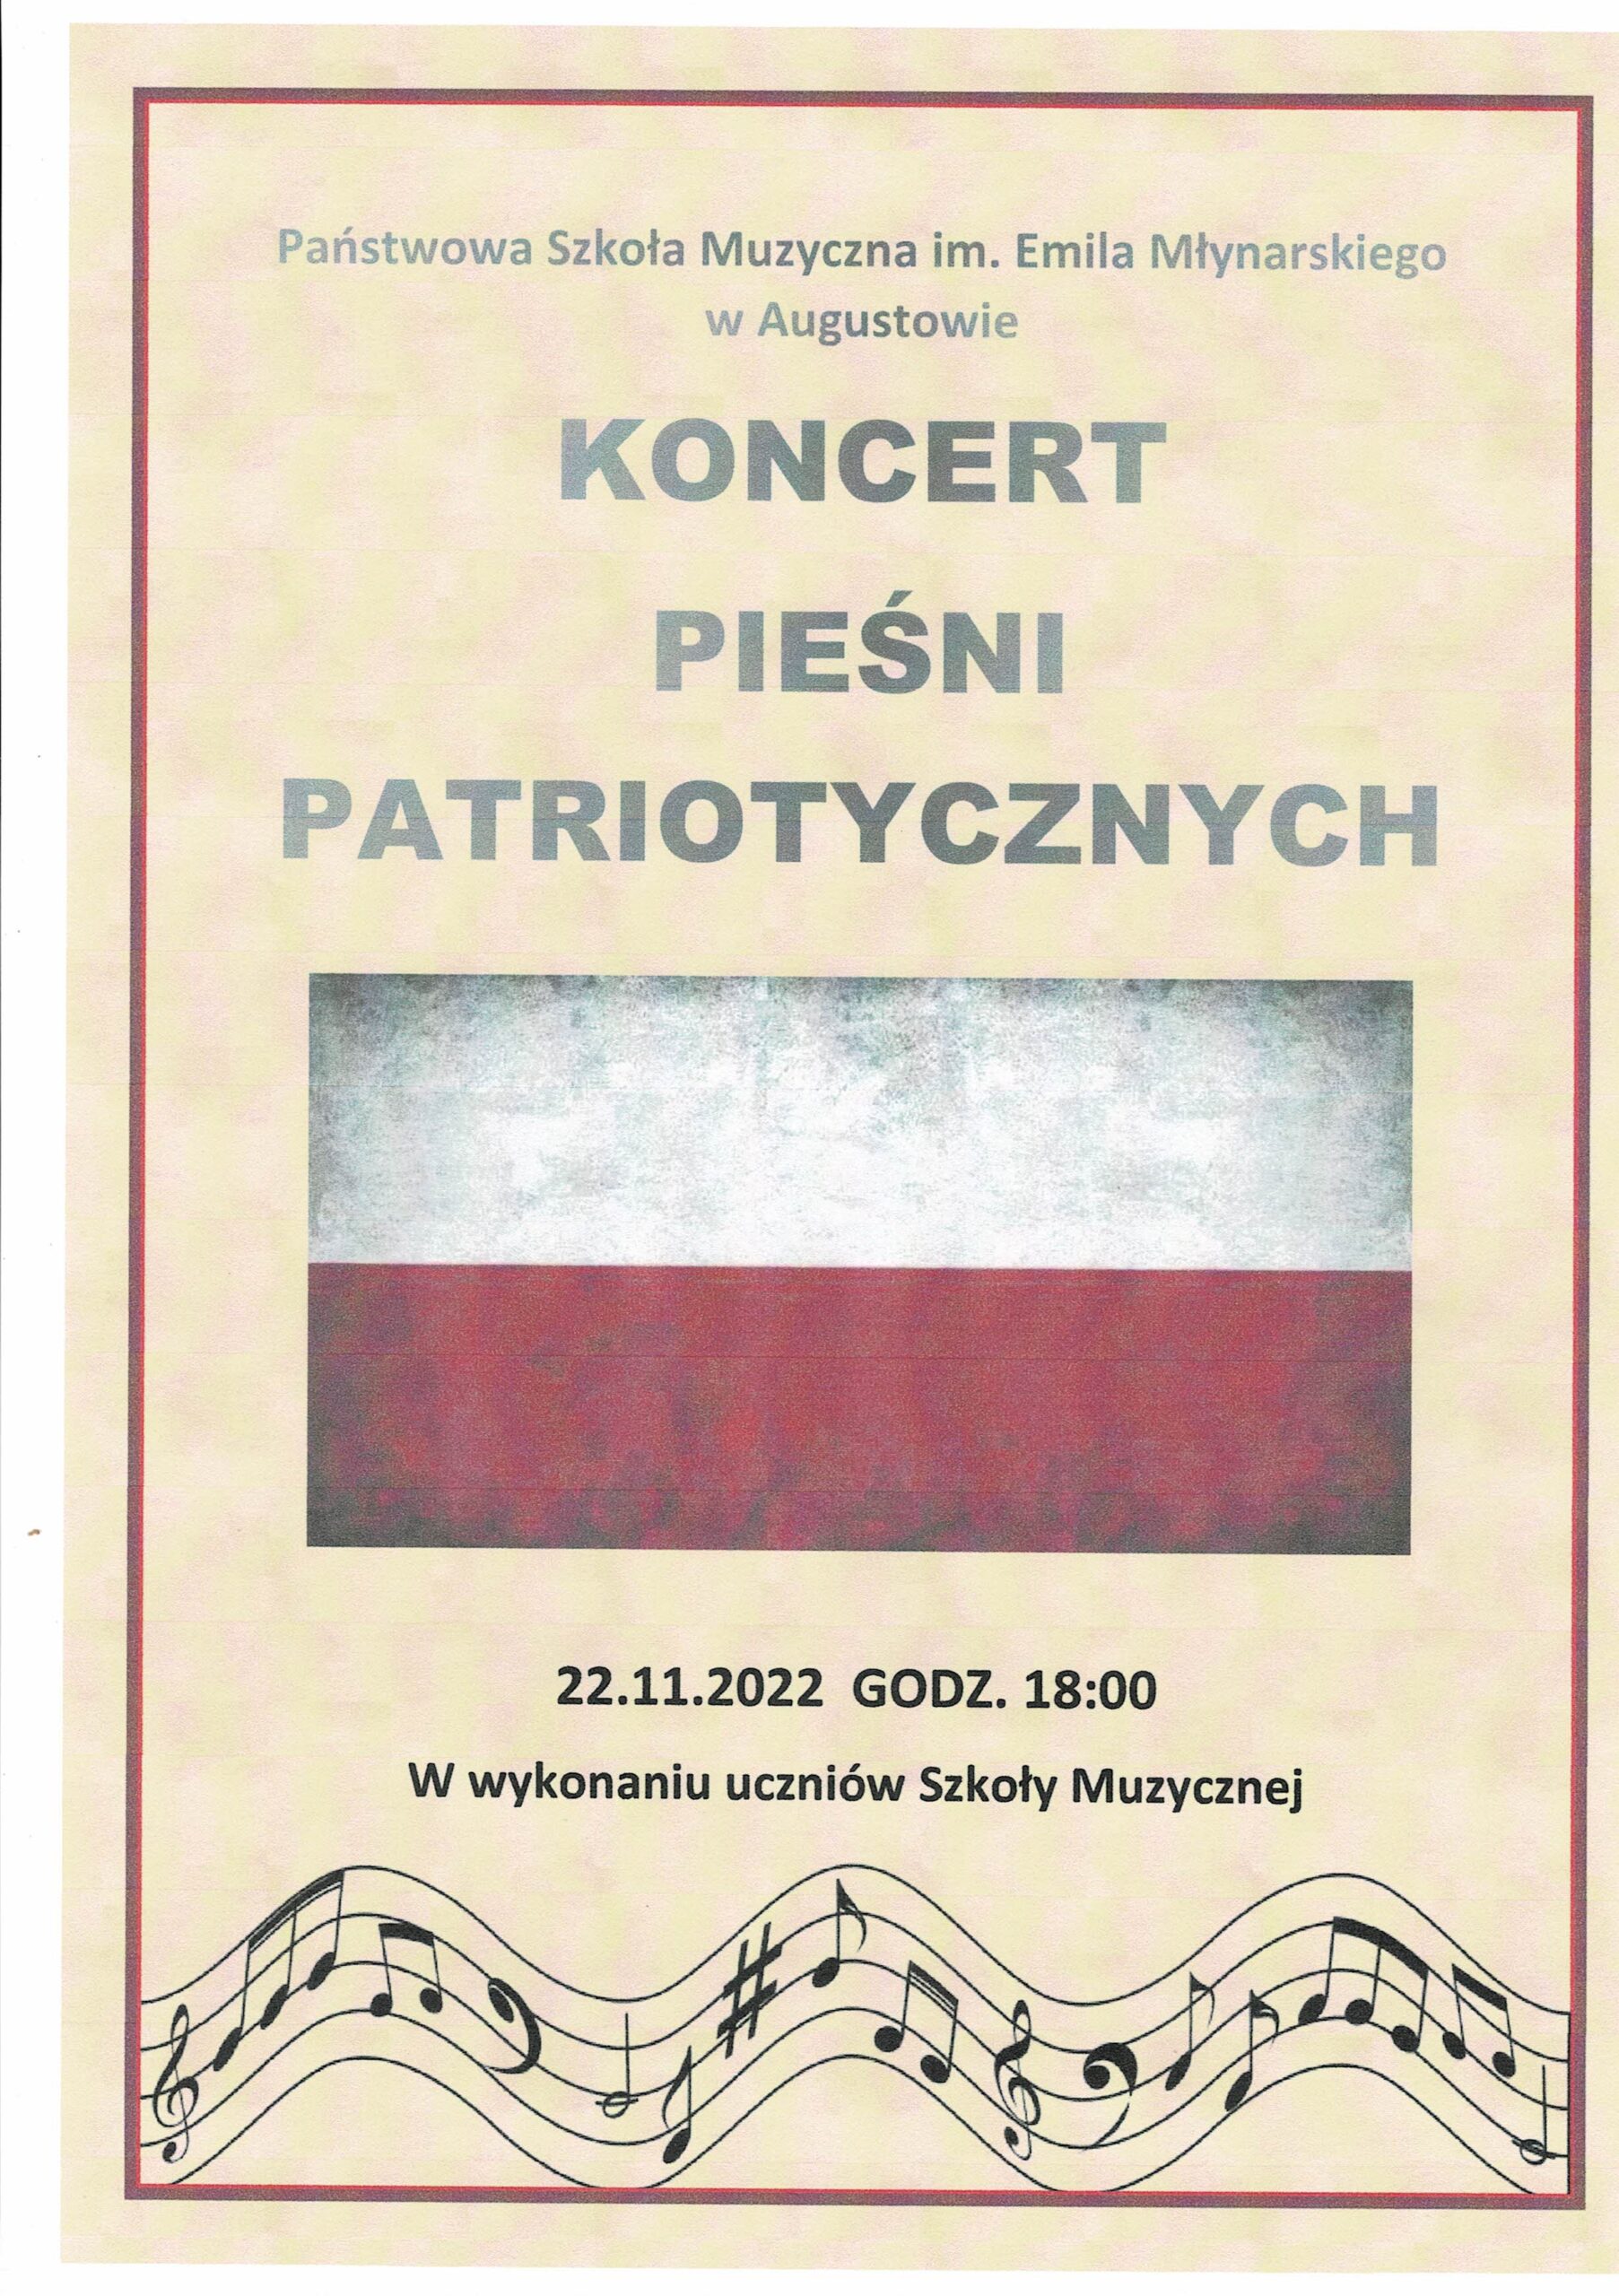 Państwowa Szkoła Muzyczna im. Emila Młynarskiego
w Augustowie
KONCERT
PIEŚNI
PATRIOTYCZNYCH
22.11.2022 GODZ. 18:00
W wykonaniu uczniów Szkoły Muzycznej